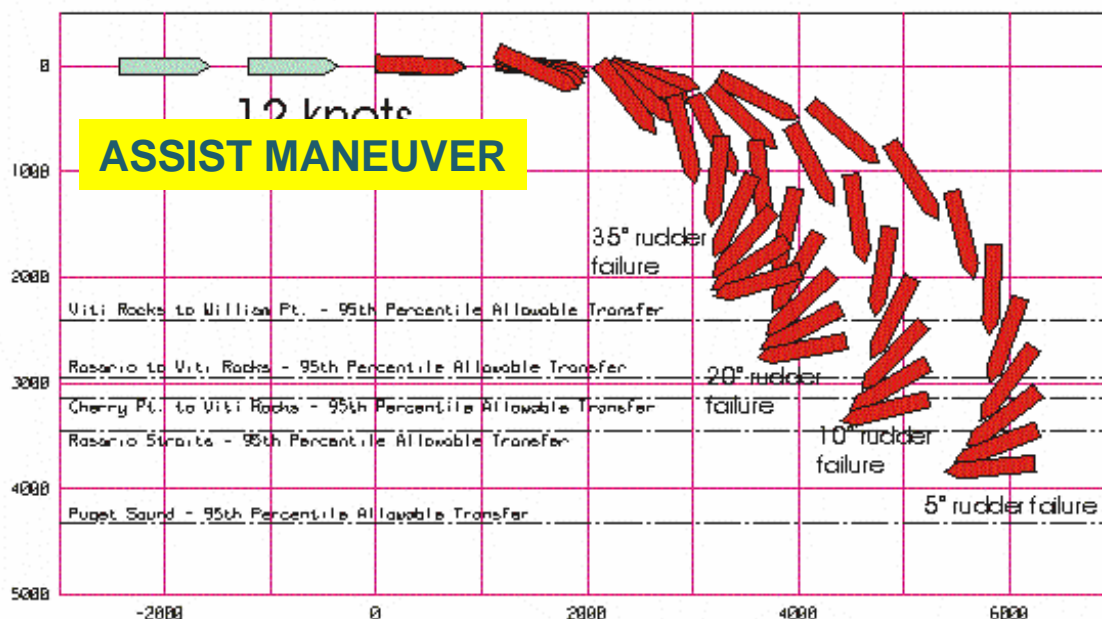 0
12 knots
ASSIST MANEUVER
1000
35° rudder
failure
2000
Viti Rocks to William Pt. - 95th Percentile Allowable Transfer
Rosario to Viti Rocks - 95th Percentile Allowable Transfer
20° rudder
3000
Cherry Pt. to Viti Rocks - 95th Percentile Allowable Transfer
failure
10° rudder
Rosario Straits - 95th Percentile Allowable Transfer
failure
4000
5° rudder failure
Puget Sound - 95th Percentile Allowable Transfer
5000
-2000 0 2000 4000 6000